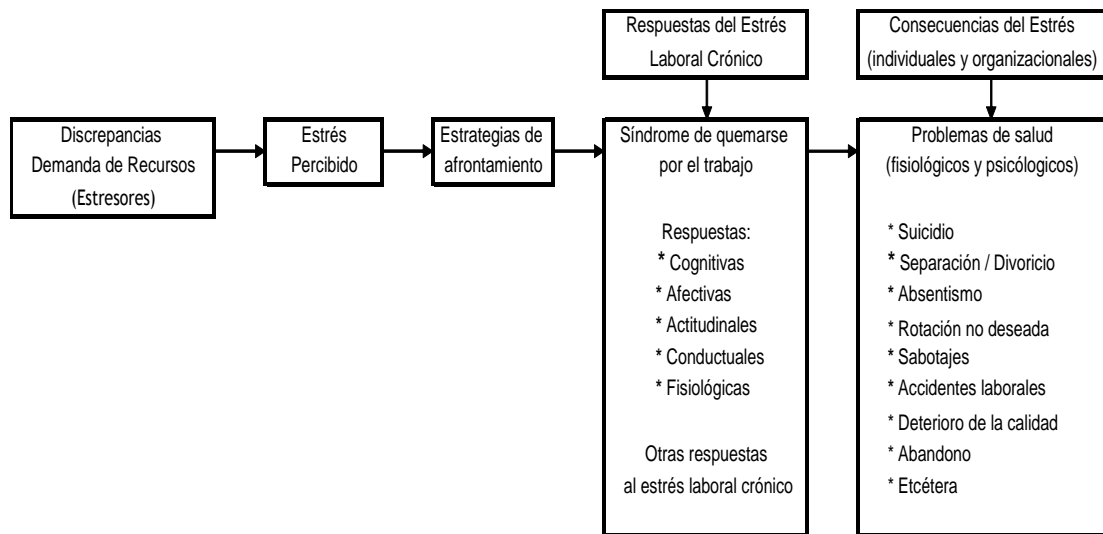 Respuestas del Estrés
Laboral Crónico
Consecuencias del Estrés
(individuales y organizacionales)
Discrepancias
Demanda de Recursos
(Estresores)
Estrés
Percibido
Estrategias de
afrontamiento
Síndrome de quemarse
por el trabajo
Respuestas:
* Cognitivas
* Afectivas
* Actitudinales
* Conductuales
* Fisiológicas
Otras respuestas
al estrés laboral crónico
Problemas de salud
(fisiológicos y psicólogicos)
* Suicidio
* Separación / Divoricio
* Absentismo
* Rotación no deseada
* Sabotajes
* Accidentes laborales
* Deterioro de la calidad
* Abandono
* Etcétera